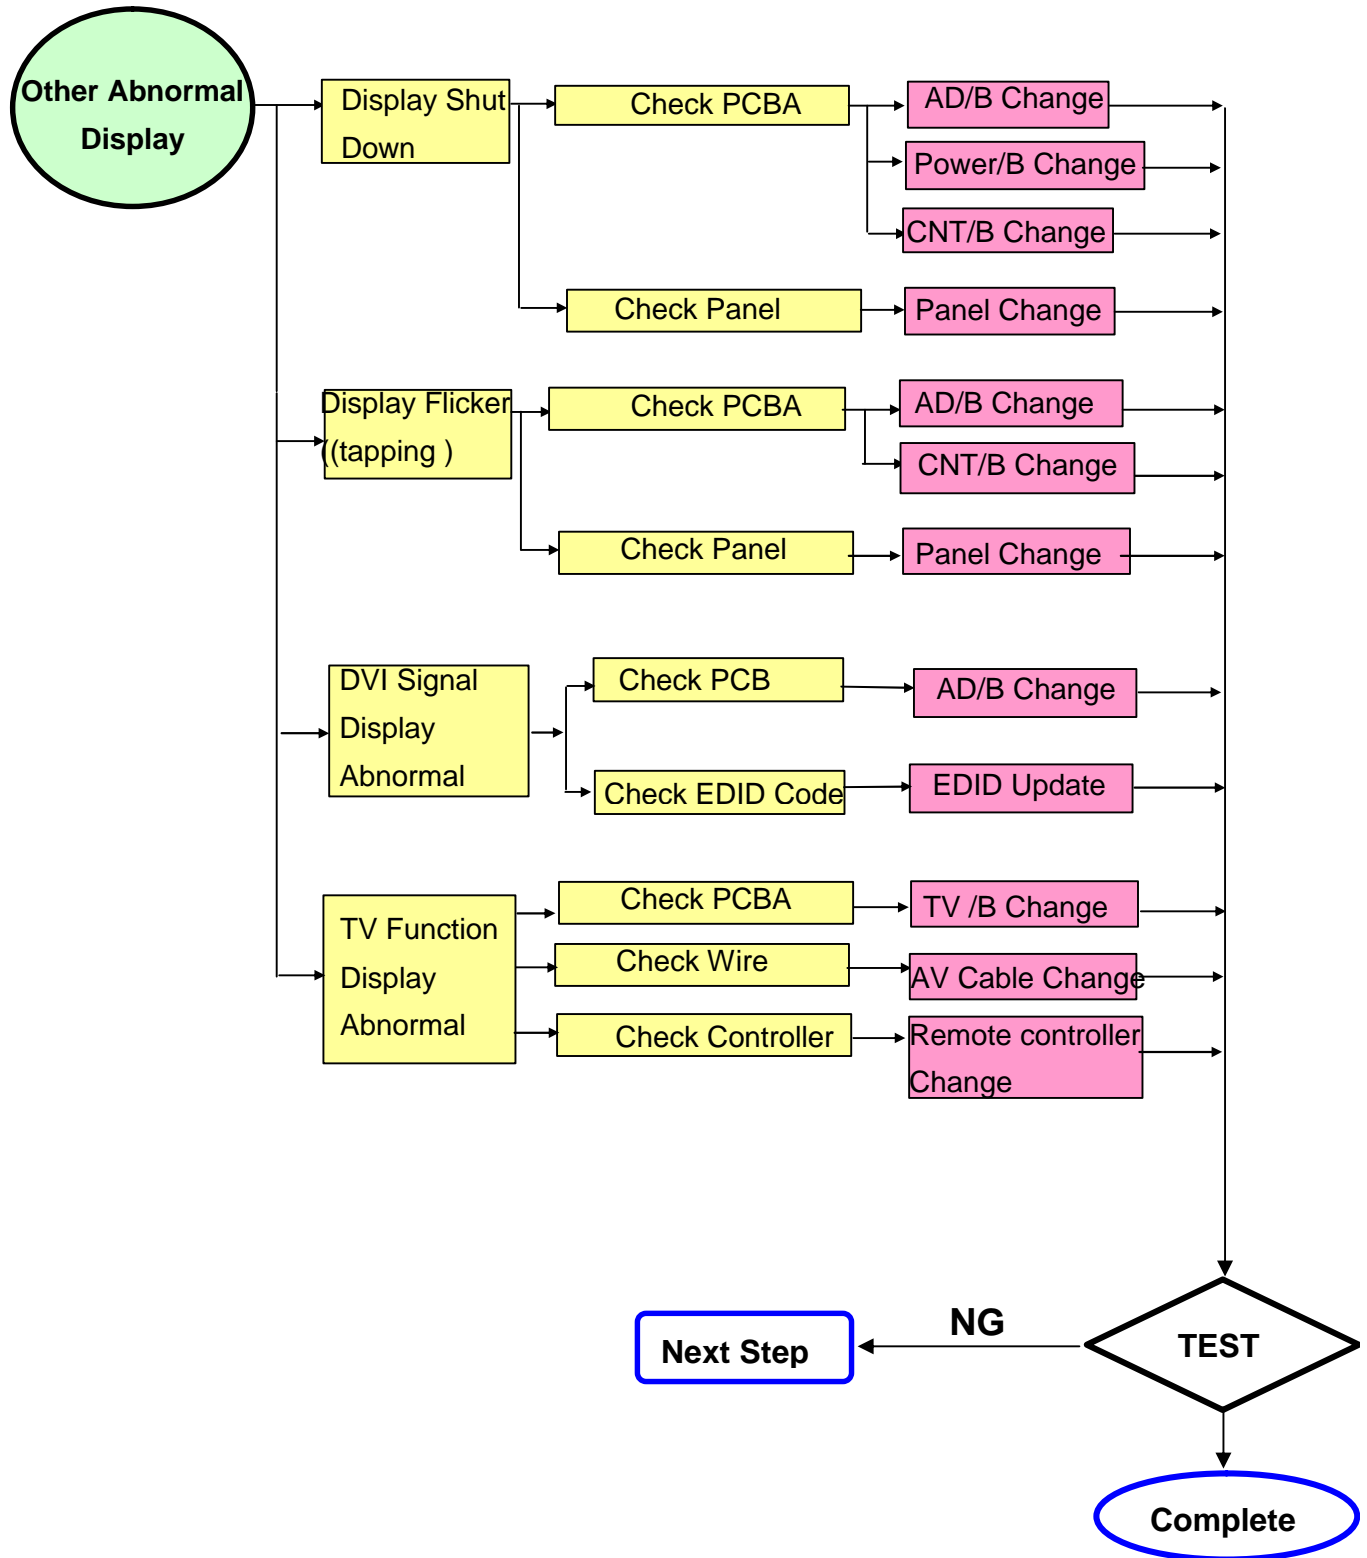 Other Abnormal
Display
Display Shut
Down
Check PCBA
AD/B Change
Power/B Change
CNT/B Change
Check Panel
Panel Change
Display Flicker
((tapping )
Check PCBA
AD/B Change
CNT/B Change
Check Panel
Panel Change
DVI Signal
Display
Abnormal
Check PCB
AD/B Change
Check EDID Code
EDID Update
TV Function
Display
Abnormal
Check PCBA
TV /B Change
Check Wire
AV Cable Change
Check Controller
Remote controller
Change
TEST
NG
Next Step
Complete